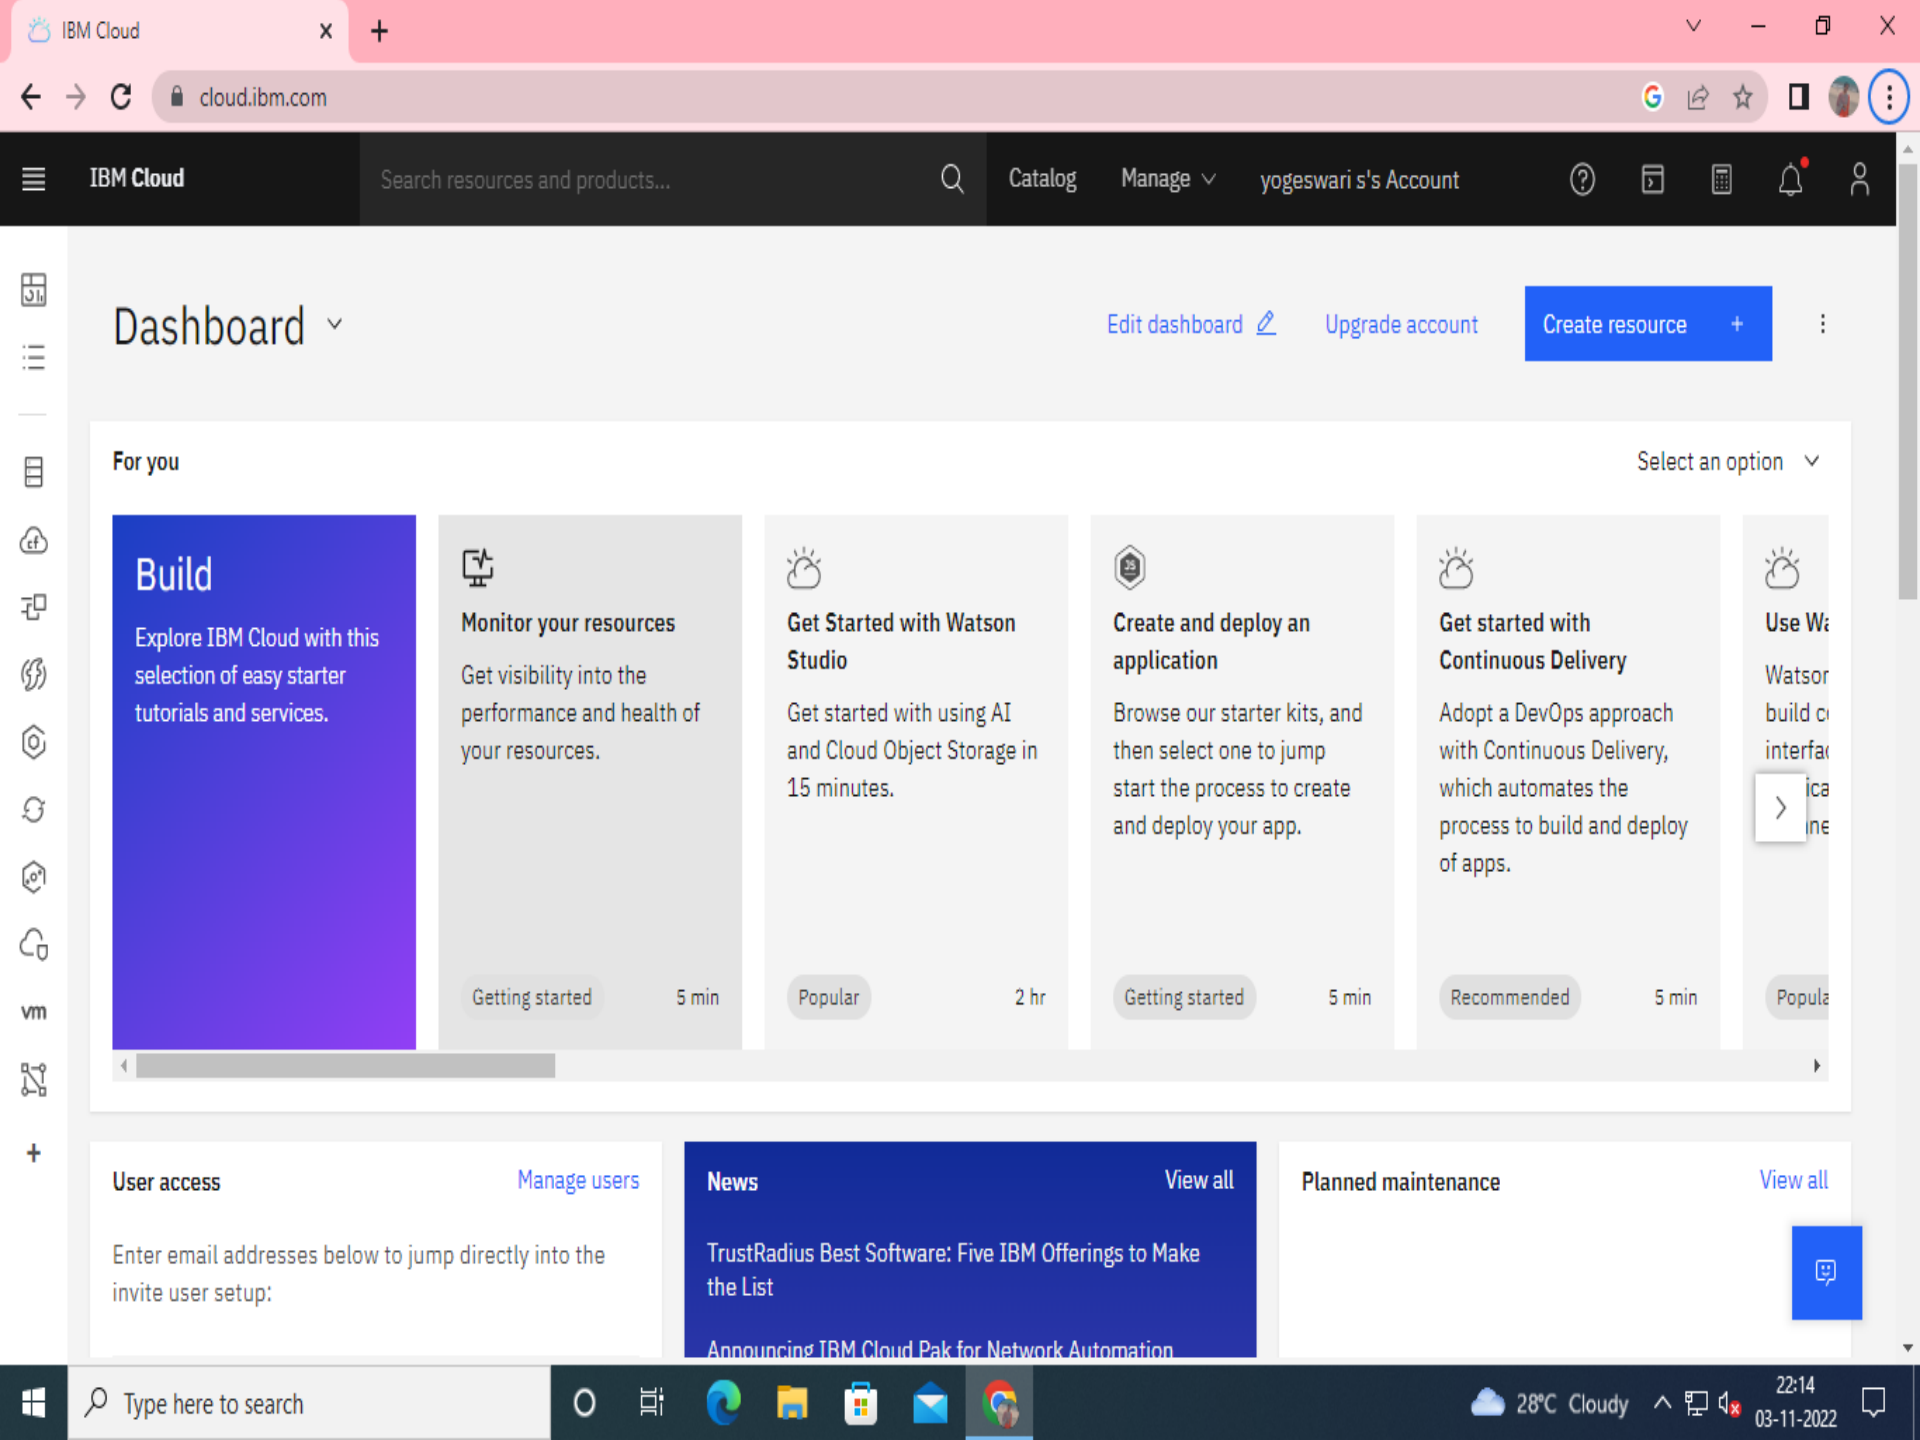 IBM Cloud
cloud.ibm.com
IBM Cloud
Search resources and products...
Catalog
Manage
yogeswari s's Account
Dashboard
Edit dashboard
Upgrade account
Create resource +
For you
Select an option
Build
Explore IBM Cloud with this
selection of easy starter
tutorials and services.
Monitor your resources
Get visibility into the
performance and health of
your resources.
Getting started
5 min
Get Started with Watson
Studio
Get started with using AI
and Cloud Object Storage in
15 minutes.
Popular
2 hr
JS
Create and deploy an
application
Browse our starter kits, and
then select one to jump
start the process to create
and deploy your app.
Getting started
5 min
Get started with
Continuous Delivery
Adopt a DevOps approach
with Continuous Delivery,
which automates the
process to build and deploy
of apps.
Recommended
5 min
Use
build
cf
vm
User access
Manage users
Enter email addresses below to jump directly into the
invite user setup:
News
View all
TrustRadius Best Software: Five IBM Offerings to Make
the List
Announcing IBM Cloud Pak for Network Automation
Planned maintenance
View all
Type here to search
28°C Cloudy
22:14
03-11-2022